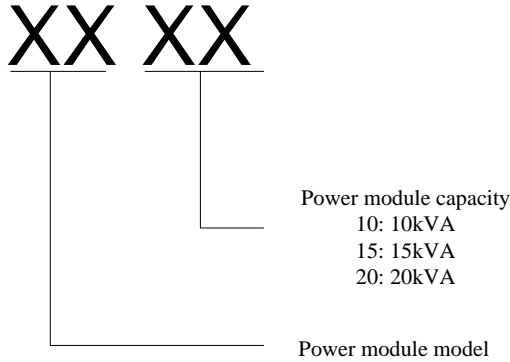 XX XX
Power module capacity
10: 10kVA
15: 15kVA
20: 20kVA
Power module model